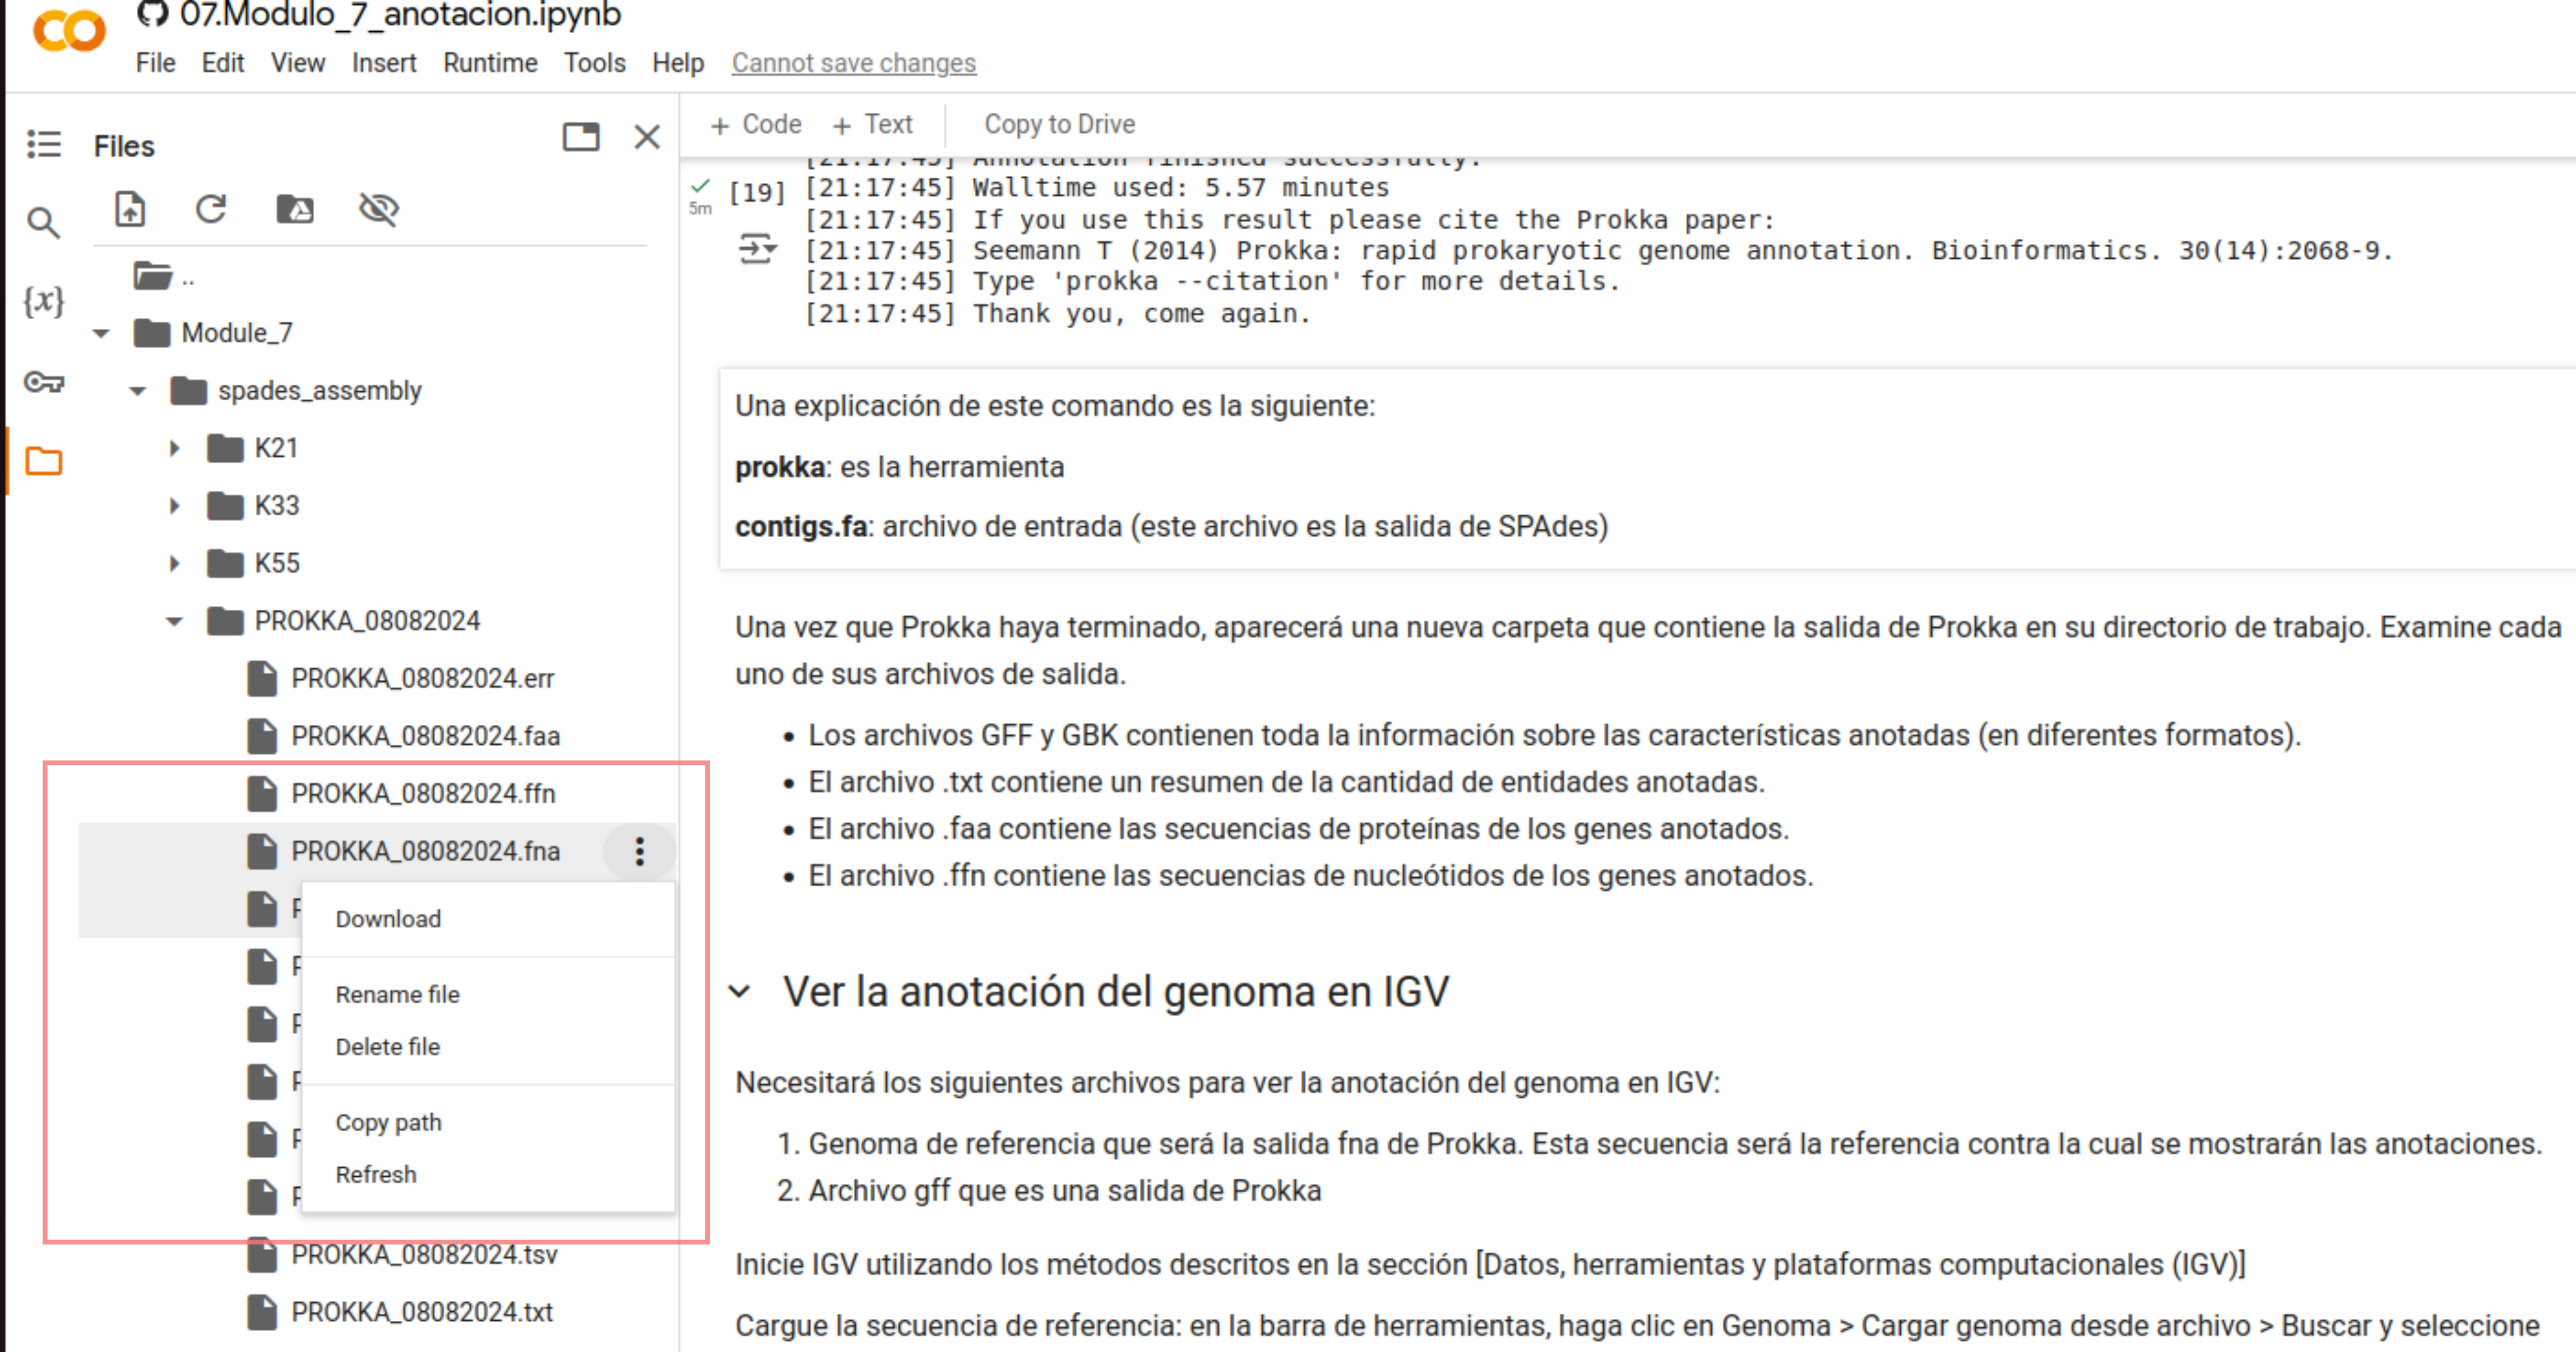 07.Modulo_7_anotacion.ipynb
File Edit View Insert Runtime Tools Help Cannot save changes
Files
..
Module_7
spades_assembly
K21
K33
K55
PROKKA_08082024
PROKKA_08082024.err
PROKKA_08082024.faa
PROKKA_08082024.ffn
PROKKA_08082024.fna
Download
Rename file
Delete file
Copy path
Refresh
PROKKA_08082024.tsv
PROKKA_08082024.txt
+ Code + Text Copy to Drive
[21:17:45] Annotation finished successfully.
5m [19] [21:17:45] Walltime used: 5.57 minutes
[21:17:45] If you use this result please cite the Prokka paper:
[21:17:45] Seemann T (2014) Prokka: rapid prokaryotic genome annotation. Bioinformatics. 30(14):2068-9.
[21:17:45] Type 'prokka --citation' for more details.
[21:17:45] Thank you, come again.
Una explicación de este comando es la siguiente:
prokka: es la herramienta
contigs.fa: archivo de entrada (este archivo es la salida de SPAdes)
Una vez que Prokka haya terminado, aparecerá una nueva carpeta que contiene la salida de Prokka en su directorio de trabajo. Examine cada
uno de sus archivos de salida.
• Los archivos GFF y GBK contienen toda la información sobre las características anotadas (en diferentes formatos).
• El archivo .txt contiene un resumen de la cantidad de entidades anotadas.
• El archivo .faa contiene las secuencias de proteínas de los genes anotados.
• El archivo .ffn contiene las secuencias de nucleótidos de los genes anotados.
Ver la anotación del genoma en IGV
Necesitará los siguientes archivos para ver la anotación del genoma en IGV:
1. Genoma de referencia que será la salida fna de Prokka. Esta secuencia será la referencia contra la cual se mostrarán las anotaciones.
2. Archivo gff que es una salida de Prokka
Inicie IGV utilizando los métodos descritos en la sección [Datos, herramientas y plataformas computacionales (IGV)]
Cargue la secuencia de referencia: en la barra de herramientas, haga clic en Genoma > Cargar genoma desde archivo > Buscar y seleccione